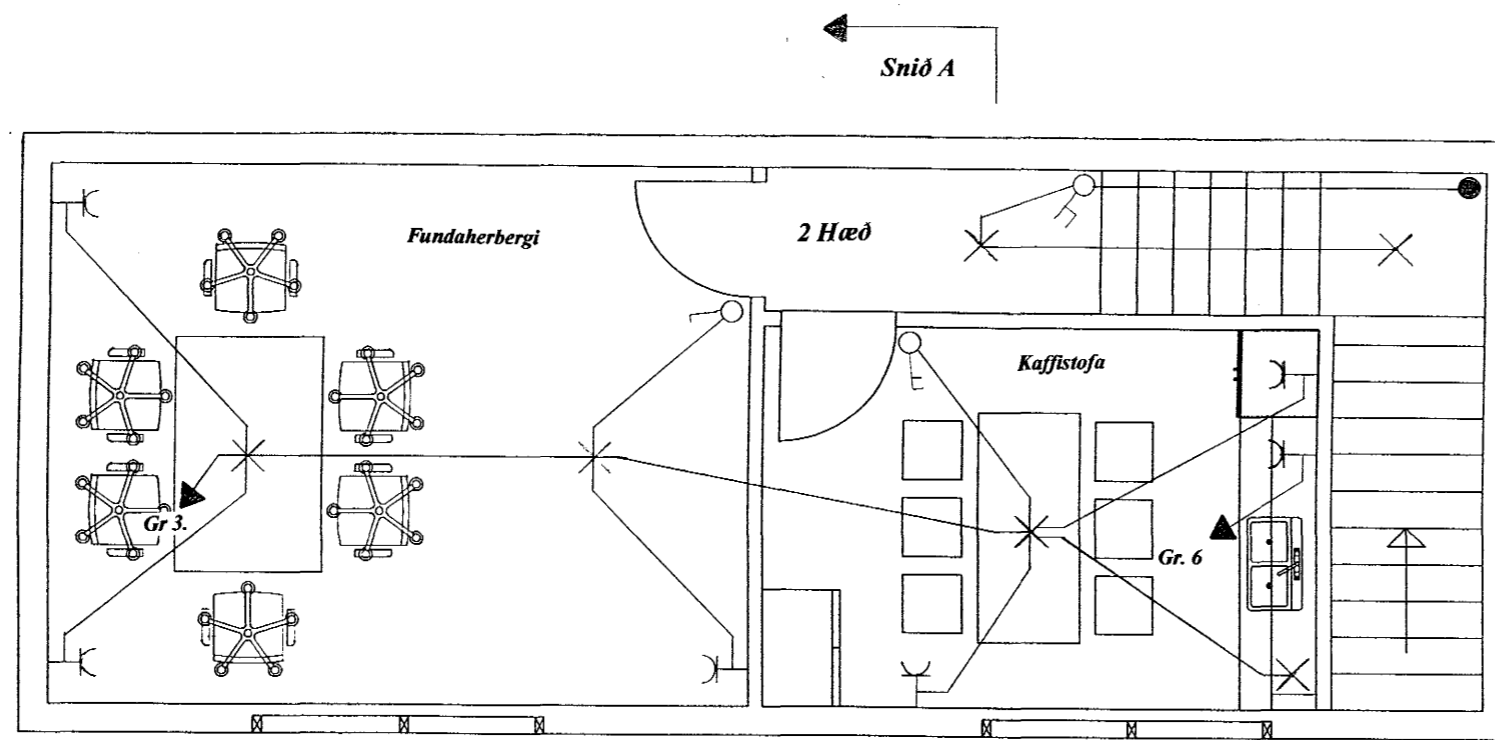 Snið A
Fundaherbergi
2 Hæð
Kaffistofa
Gr 3.
Gr. 6